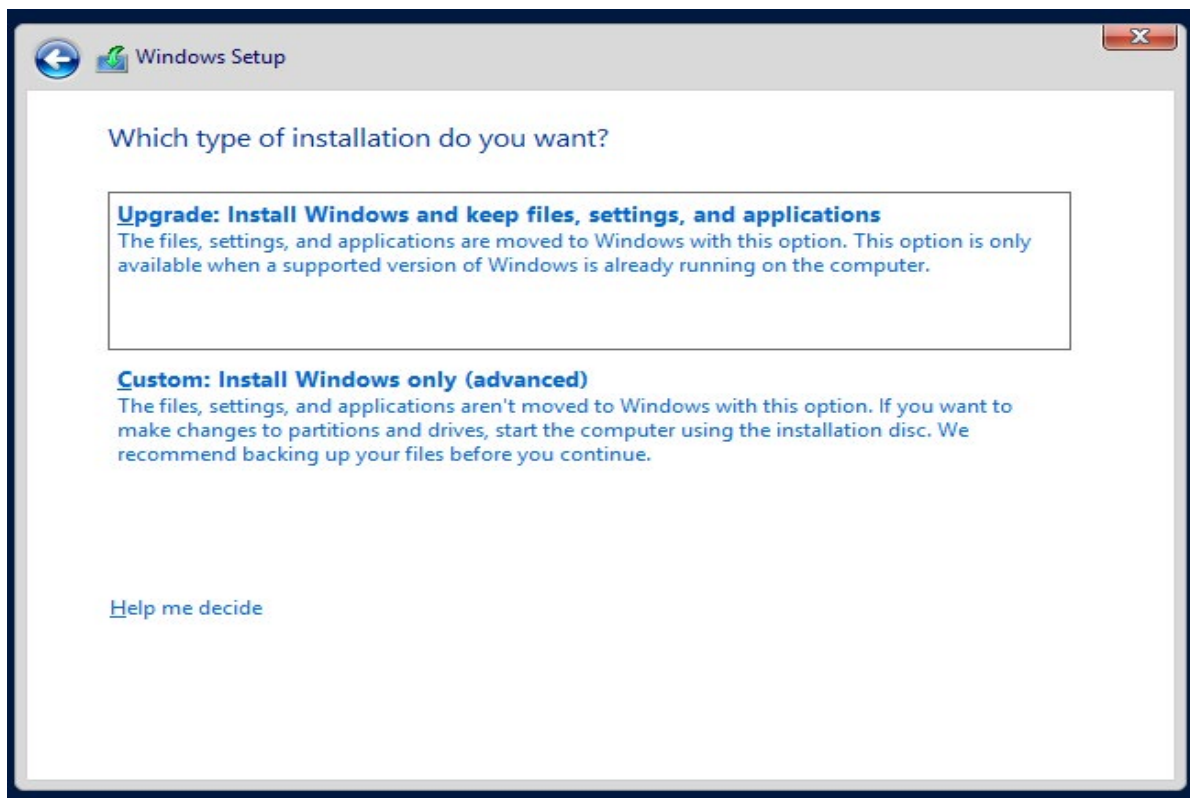 Windows Setup
Which type of installation do you want?
Upgrade: Install Windows and keep files, settings, and applications
The files, settings, and applications are moved to Windows with this option. This option is only
available when a supported version of Windows is already running on the computer.
Custom: Install Windows only (advanced)
The files, settings, and applications aren't moved to Windows with this option. If you want to
make changes to partitions and drives, start the computer using the installation disc. We
recommend backing up your files before you continue.
Help me decide